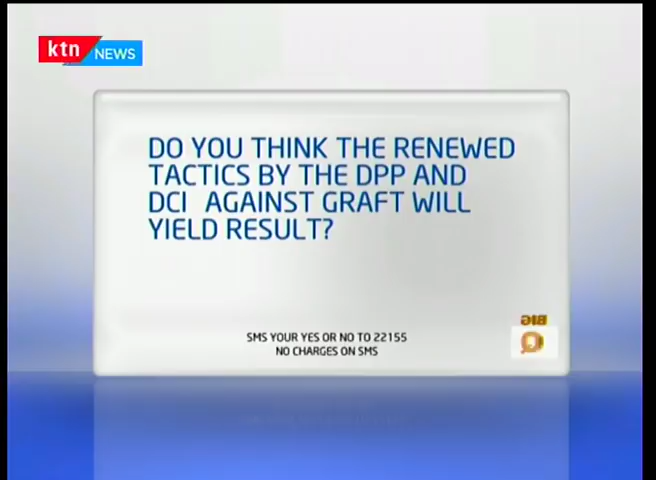 ktn NEWS
DO YOU THINK THE RENEWED
TACTICS BY THE DPP AND
DCI AGAINST GRAFT WILL
YIELD RESULT?
SMS YOUR YES OR NO TO 22155
NO CHARGES ON SMS
BIG
Q